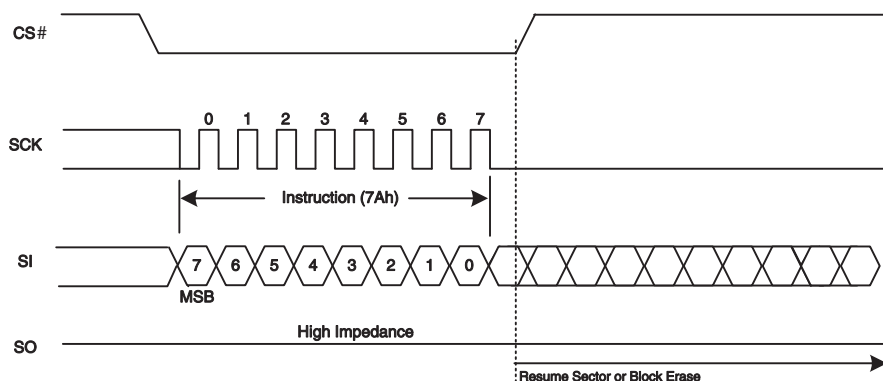 CS#
0 1 2 3 4 5 6 7
SCK
Instruction (7Ah)
SI
7 6 5 4 3 2 1 0
MSB
High Impedance
SO
Resume Sector or Block Erase